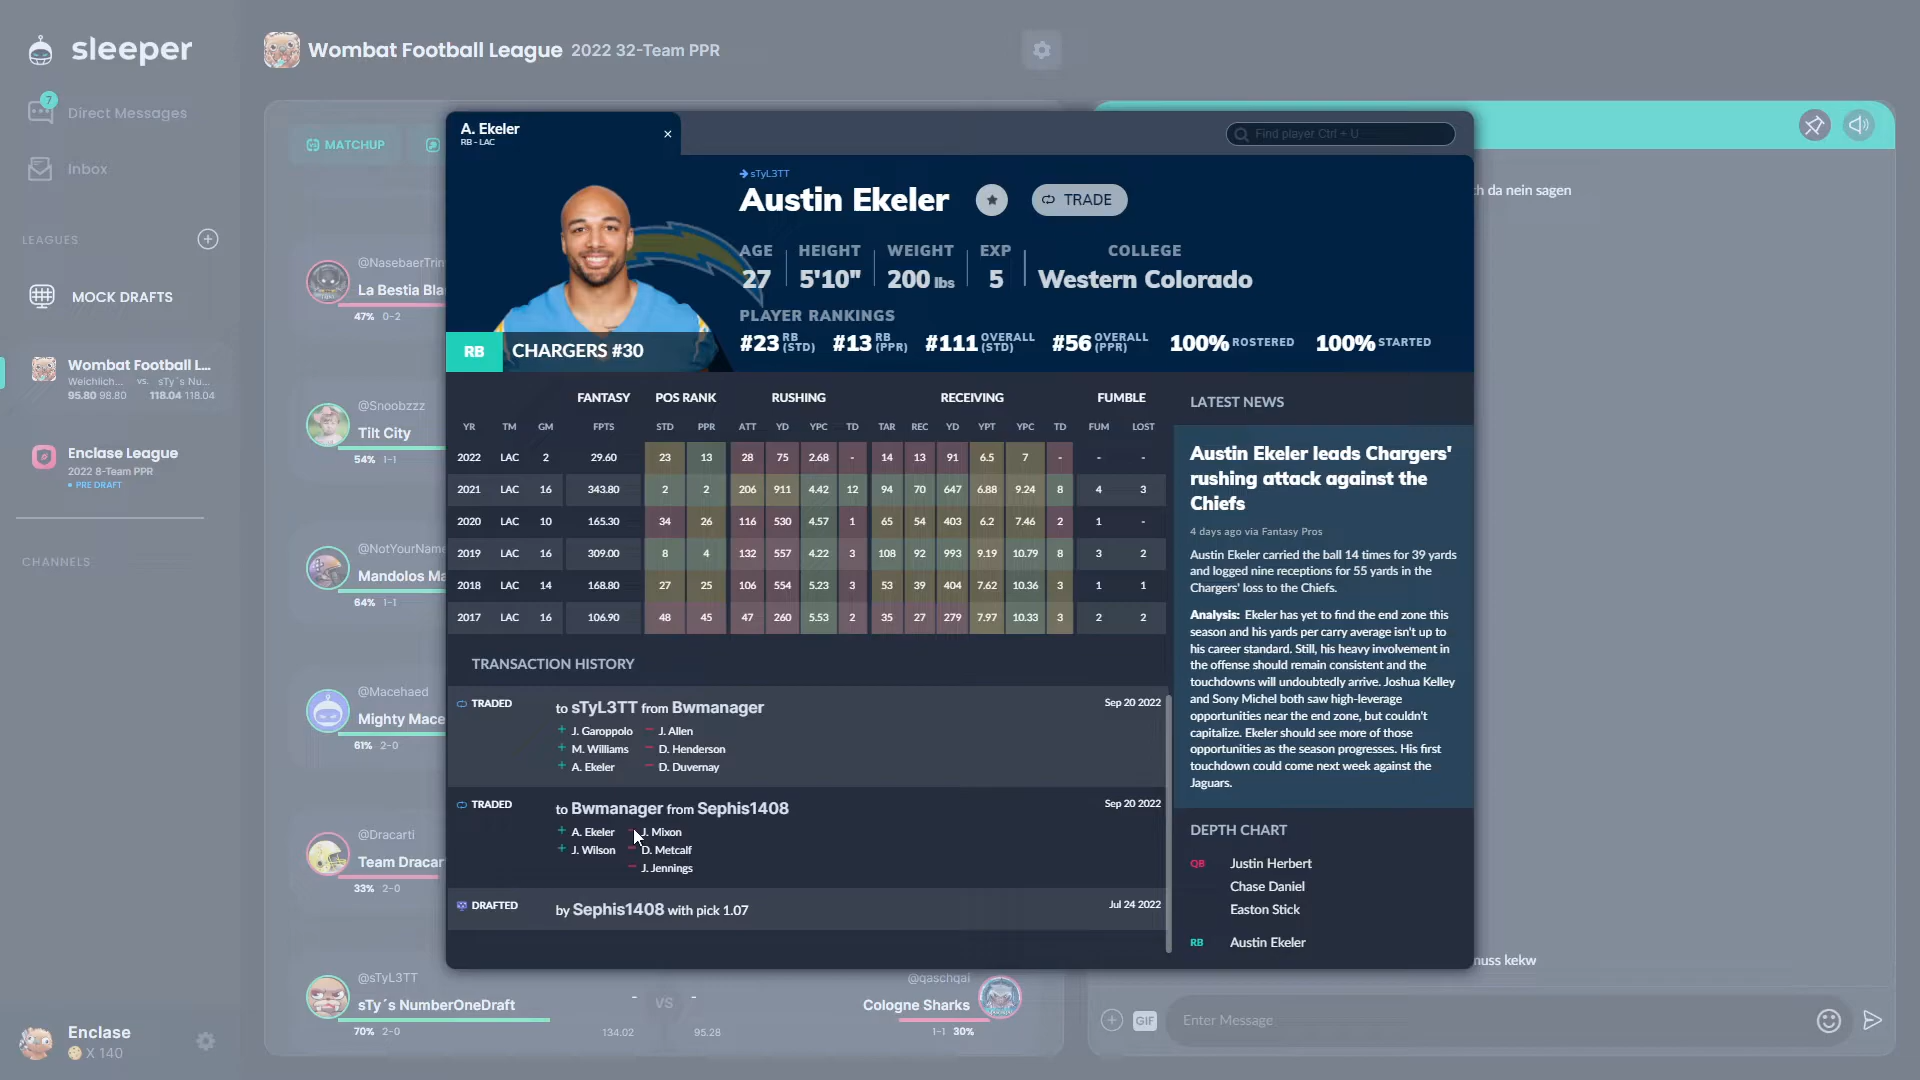 sleeper
Wombat Football League 2022 32-Team PPR
7
Direct Messages
Inbox
LEAGUES
MOCK DRAFTS
Wombat Football L...
Weichlich... vs. sTy´s Nu...
95.80 98.80 118.04 118.04
Enclase League
2022 8-Team PPR
PRE DRAFT
CHANNELS
Enclase
X 140
MATCHUP
@NasebaerTrin
La Bestia Bla
47% 0-2
@Snoobzzz
Tilt City
54% 1-1
@NotYourName
Mandolos Ma
64% 1-1
@Macehaed
Mighty Mace
61% 2-0
@Dracarti
Team Dracar
33% 2-0
@sTyL3TT
sTy´s NumberOneDraft
70% 2-0
- VS -
134.02 95.28
@qaschqai
Cologne Sharks
1-1 30%
A. Ekeler
RB - LAC
×
Find player Ctrl + U
sTyL3TT
Austin Ekeler
TRADE
AGE HEIGHT WEIGHT EXP COLLEGE
27 5'10" 200 lbs 5 Western Colorado
PLAYER RANKINGS
#23 RB (STD) #13 RB (PPR) #111 OVERALL (STD) #56 OVERALL (PPR) 100% ROSTERED 100% STARTED
RB CHARGERS #30
FANTASY POS RANK RUSHING RECEIVING FUMBLE
YR TM GM FPTS STD PPR ATT YD YPC TD TAR REC YD YPT YPC TD FUM LOST
2022 LAC 2 29.60 23 13 28 75 2.68 - 14 13 91 6.5 7 - - -
2021 LAC 16 343.80 2 2 206 911 4.42 12 94 70 647 6.88 9.24 8 4 3
2020 LAC 10 165.30 34 26 116 530 4.57 1 65 54 403 6.2 7.46 2 1 -
2019 LAC 16 309.00 8 4 132 557 4.22 3 108 92 993 9.19 10.79 8 3 2
2018 LAC 14 168.80 27 25 106 554 5.23 3 53 39 404 7.62 10.36 3 1 1
2017 LAC 16 106.90 48 45 47 260 5.53 2 35 27 279 7.97 10.33 3 2 2
TRANSACTION HISTORY
TRADED to sTyL3TT from Bwmanager Sep 20 2022
+ J. Garoppolo - J. Allen
+ M. Williams - D. Henderson
+ A. Ekeler - D. Duvernay
TRADED to Bwmanager from Sephis1408 Sep 20 2022
+ A. Ekeler J. Mixon
+ J. Wilson - D. Metcalf
- J. Jennings
DRAFTED by Sephis1408 with pick 1.07 Jul 24 2022
LATEST NEWS
Austin Ekeler leads Chargers'
rushing attack against the
Chiefs
4 days ago via Fantasy Pros
Austin Ekeler carried the ball 14 times for 39 yards
and logged nine receptions for 55 yards in the
Chargers' loss to the Chiefs.
Analysis: Ekeler has yet to find the end zone this
season and his yards per carry average isn't up to
his career standard. Still, his heavy involvement in
the offense should remain consistent and the
touchdowns will undoubtedly arrive. Joshua Kelley
and Sony Michel both saw high-leverage
opportunities near the end zone, but couldn't
capitalize. Ekeler should see more of those
opportunities as the season progresses. His first
touchdown could come next week against the
Jaguars.
DEPTH CHART
QB Justin Herbert
Chase Daniel
Easton Stick
RB Austin Ekeler
ch da nein sagen
muss kekw
GIF
Enter Message